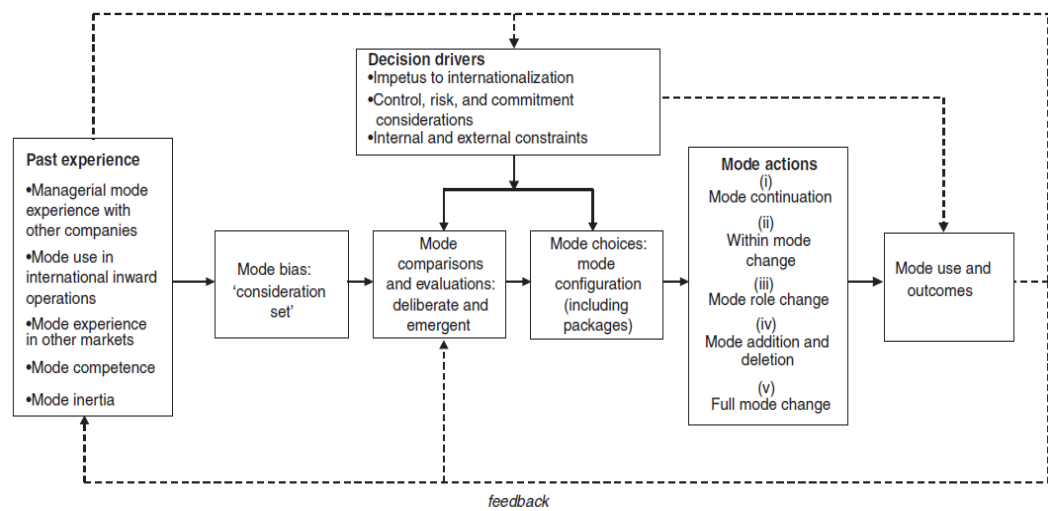 Decision drivers
•Impetus to internationalization
•Control, risk, and commitment
considerations
•Internal and external constraints
Past experience
•Managerial mode
experience with
other companies
•Mode use in
international inward
operations
•Mode experience
in other markets
•Mode competence
•Mode inertia
Mode bias:
‘consideration
set’
Mode
comparisons
and evaluations:
deliberate and
emergent
Mode choices:
mode
configuration
(including
packages)
Mode actions
(i)
Mode continuation
(ii)
Within mode
change
(iii)
Mode role change
(iv)
Mode addition and
deletion
(v)
Full mode change
Mode use and
outcomes
feedback